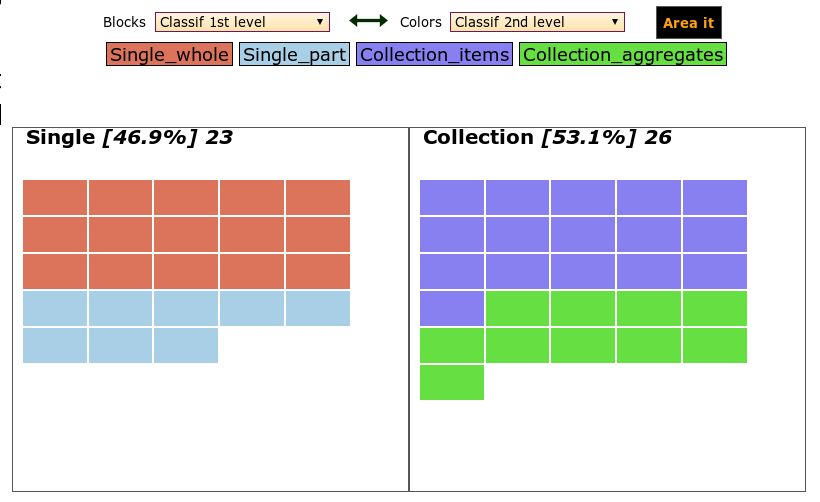 Blocks Classif 1st level Colors Classif 2nd level Area it
Single_whole Single_part Collection_items Collection_aggregates
Single [46.9%] 23 Collection [53.1%] 26